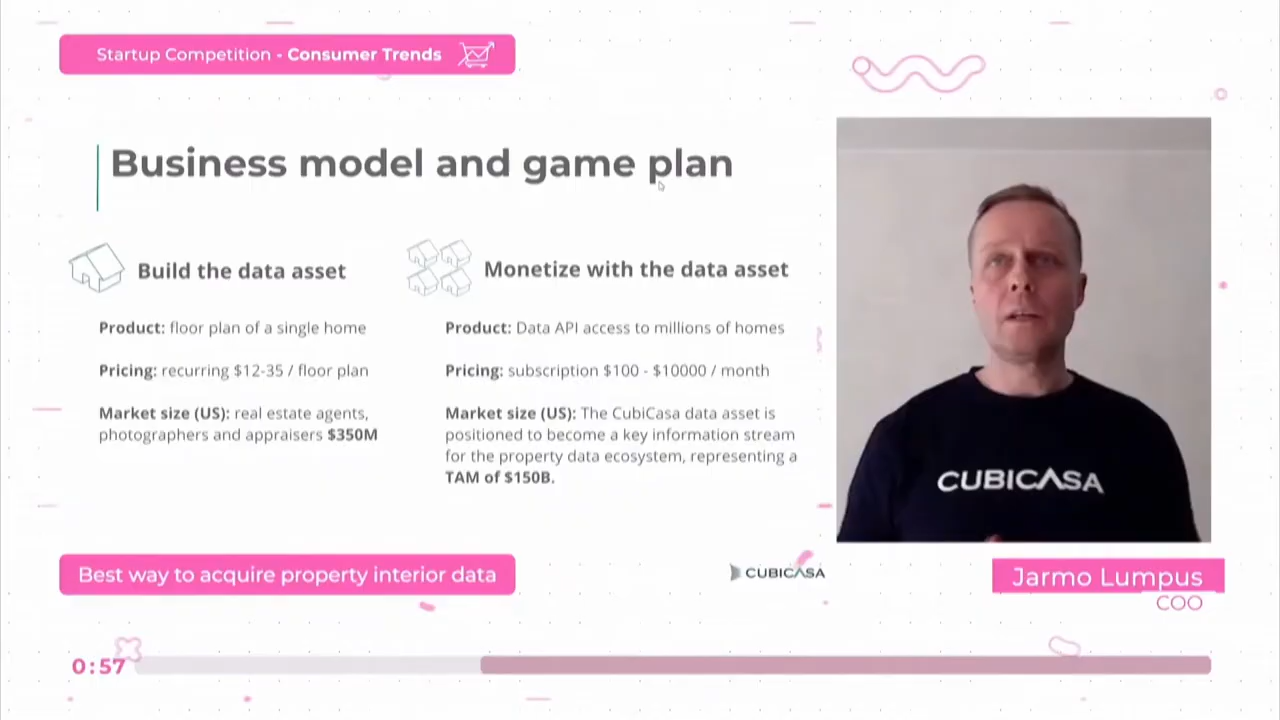 Startup Competition - Consumer Trends
Business model and game plan
Build the data asset
Product: floor plan of a single home
Pricing: recurring $12-35 / floor plan
Market size (US): real estate agents,
photographers and appraisers $350M
Monetize with the data asset
Product: Data API access to millions of homes
Pricing: subscription $100 - $10000 / month
Market size (US): The CubiCasa data asset is
positioned to become a key information stream
for the property data ecosystem, representing a
TAM of $150B.
CUBICASA
Best way to acquire property interior data
CUBICASA
Jarmo Lumpus
COO
0:57